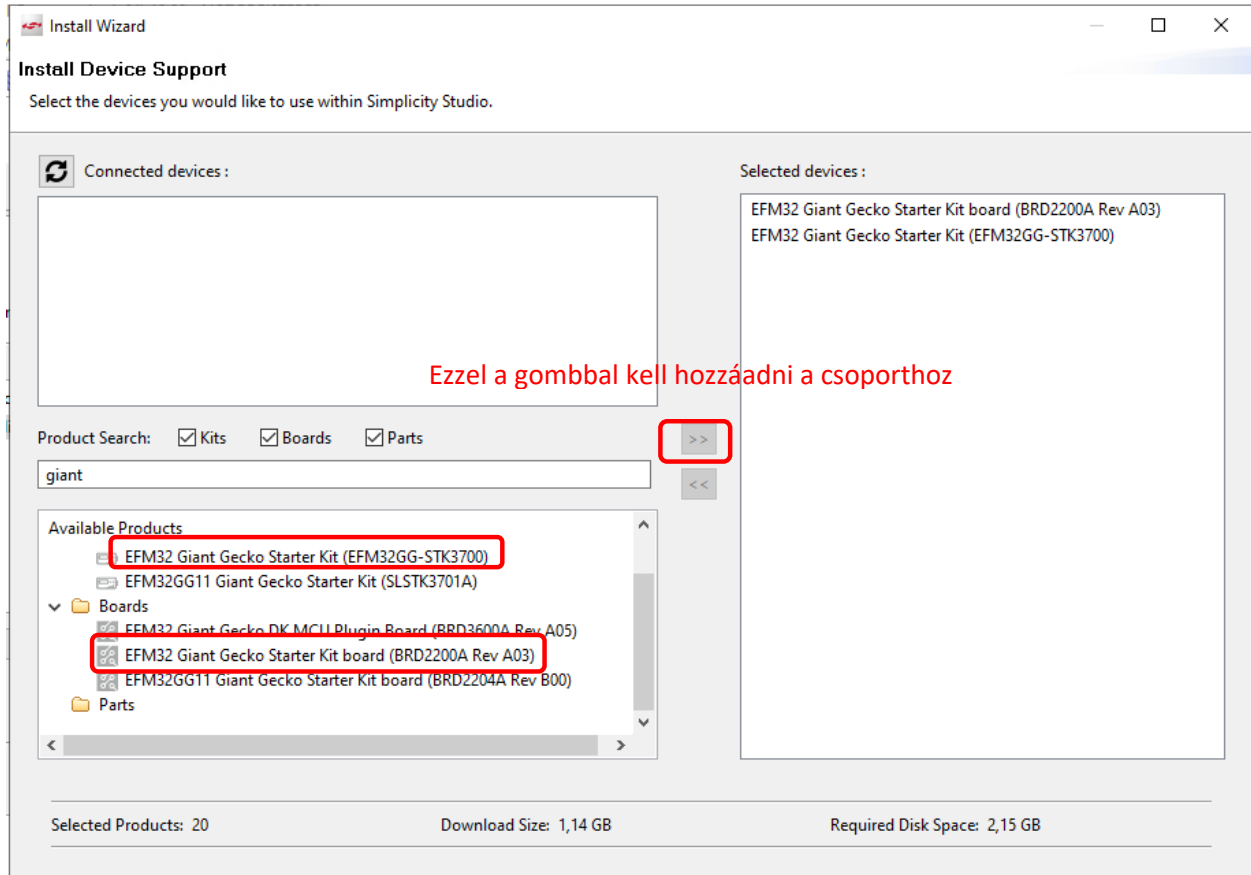 Install Wizard
Install Device Support
Select the devices you would like to use within Simplicity Studio.
Connected devices :
Selected devices :
EFM32 Giant Gecko Starter Kit board (BRD2200A Rev A03)
EFM32 Giant Gecko Starter Kit (EFM32GG-STK3700)
Ezzel a gombbal kell hozzáadni a csoporthoz
Product Search: Kits Boards Parts
>>
giant
<<
Available Products
EFM32 Giant Gecko Starter Kit (EFM32GG-STK3700)
EFM32GG11 Giant Gecko Starter Kit (SLSTK3701A)
Boards
EFM32 Giant Gecko DK MCU Plugin Board (BRD3600A Rev A05)
EFM32 Giant Gecko Starter Kit board (BRD2200A Rev A03)
EFM32GG11 Giant Gecko Starter Kit board (BRD2204A Rev B00)
Parts
Selected Products: 20 Download Size: 1,14 GB Required Disk Space: 2,15 GB